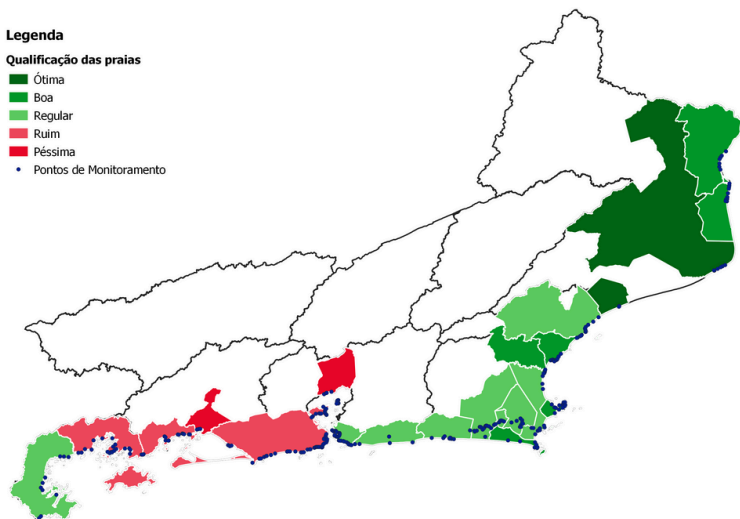 Legenda
Qualificação das praias
Ótima
Boa
Regular
Ruim
Péssima
Pontos de Monitoramento